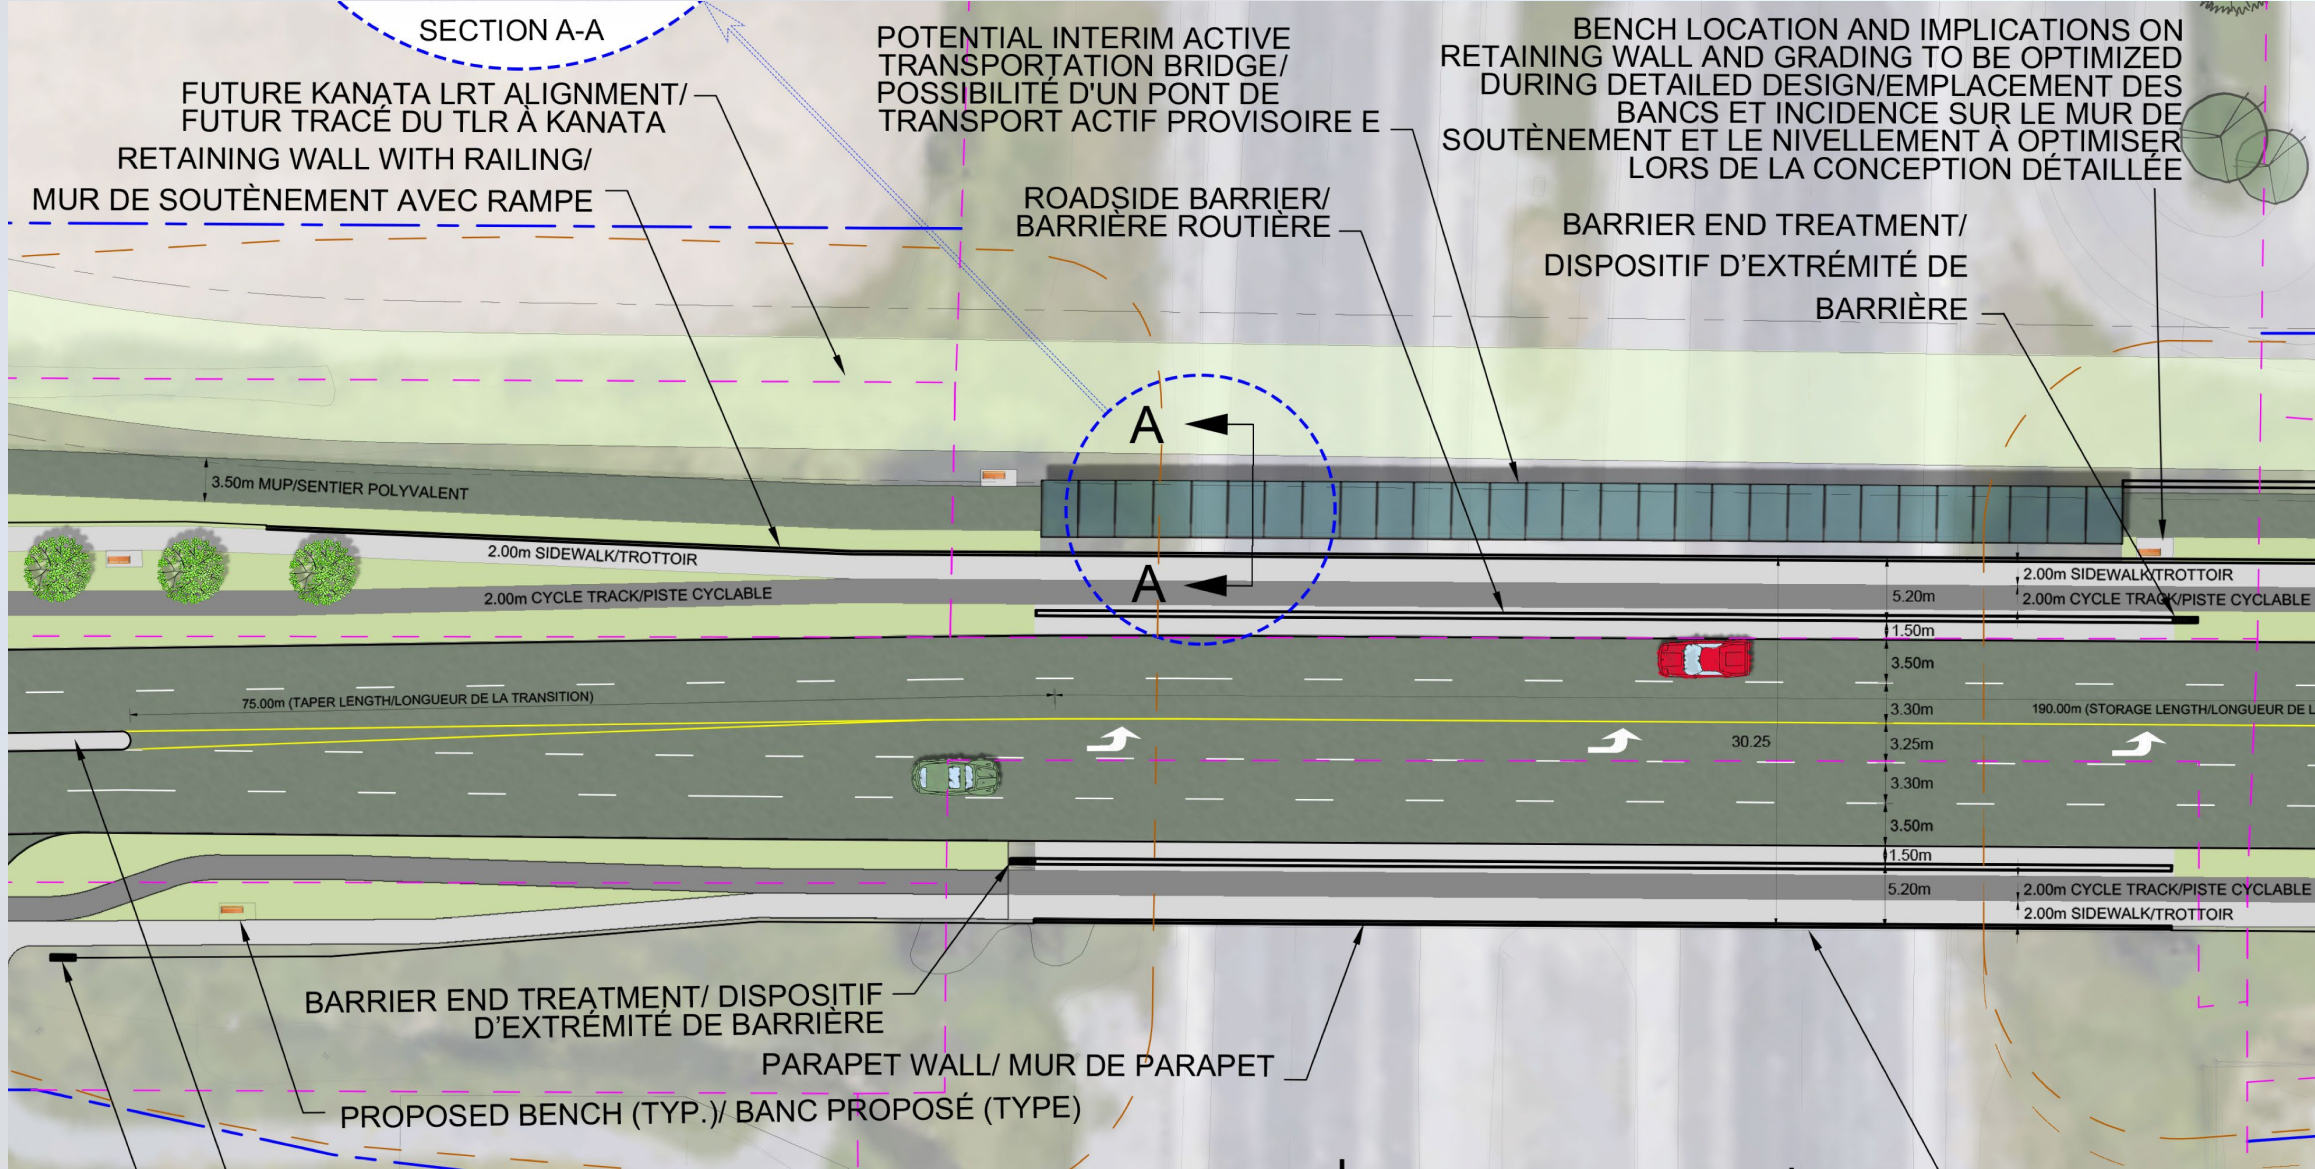 SECTION A-A
FUTURE KANATA LRT ALIGNMENT/
FUTUR TRACÉ DU TLR À KANATA
RETAINING WALL WITH RAILING/
MUR DE SOUTÈNEMENT AVEC RAMPE
POTENTIAL INTERIM ACTIVE
TRANSPORTATION BRIDGE/
POSSIBILITÉ D'UN PONT DE
TRANSPORT ACTIF PROVISOIRE E
ROADSIDE BARRIER/
BARRIÈRE ROUTIÈRE
BENCH LOCATION AND IMPLICATIONS ON
RETAINING WALL AND GRADING TO BE OPTIMIZED
DURING DETAILED DESIGN/EMPLACEMENT DES
BANCS ET INCIDENCE SUR LE MUR DE
SOUTÈNEMENT ET LE NIVELLEMENT À OPTIMISER
LORS DE LA CONCEPTION DÉTAILLÉE
BARRIER END TREATMENT/
DISPOSITIF D'EXTRÉMITÉ DE
BARRIÈRE
A
A
3.50m MUP/SENTIER POLYVALENT
2.00m SIDEWALK/TROTTOIR
2.00m CYCLE TRACK/PISTE CYCLABLE
2.00m SIDEWALK/TROTTOIR
5.20m
2.00m CYCLE TRACK/PISTE CYCLABLE
1.50m
3.50m
75.00m (TAPER LENGTH/LONGUEUR DE LA TRANSITION)
3.30m
190.00m (STORAGE LENGTH/LONGUEUR DE L
30.25
3.25m
3.30m
3.50m
1.50m
5.20m
2.00m CYCLE TRACK/PISTE CYCLABLE
2.00m SIDEWALK/TROTTOIR
BARRIER END TREATMENT/ DISPOSITIF
D'EXTRÉMITÉ DE BARRIÈRE
PARAPET WALL/ MUR DE PARAPET
PROPOSED BENCH (TYP.)/ BANC PROPOSÉ (TYPE)